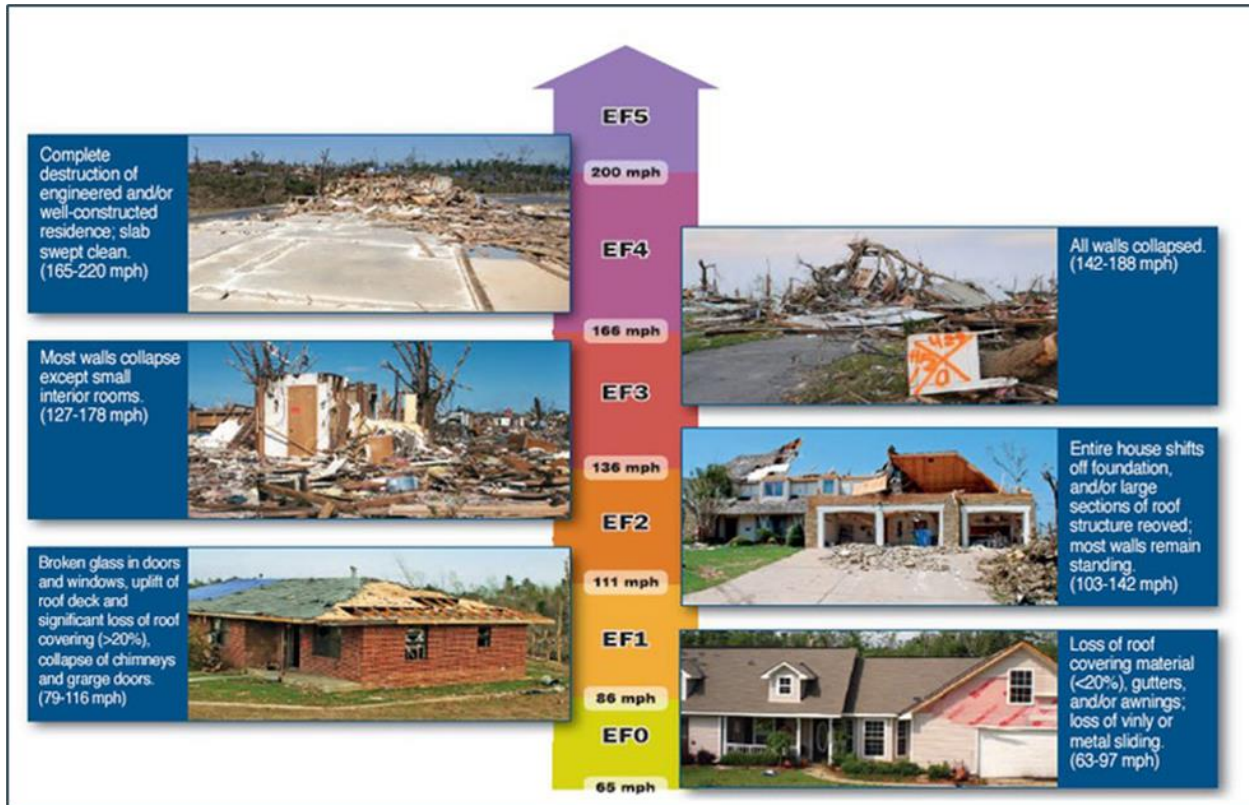 EF5
200 mph
EF4
166 mph
EF3
136 mph
EF2
111 mph
EF1
86 mph
EF0
65 mph
Complete
destruction of
engineered and/or
well-constructed
residence; slab
swept clean.
(165-220 mph)
All walls collapsed.
(142-188 mph)
Most walls collapse
except small
interior rooms.
(127-178 mph)
Entire house shifts
off foundation,
and/or large
sections of roof
structure reoved;
most walls remain
standing.
(103-142 mph)
Broken glass in doors
and windows, uplift of
roof deck and
significant loss of roof
covering (>20%),
collapse of chimneys
and grarge doors.
(79-116 mph)
Loss of roof
covering material
(<20%), gutters,
and/or awnings;
loss of vinly or
metal sliding.
(63-97 mph)